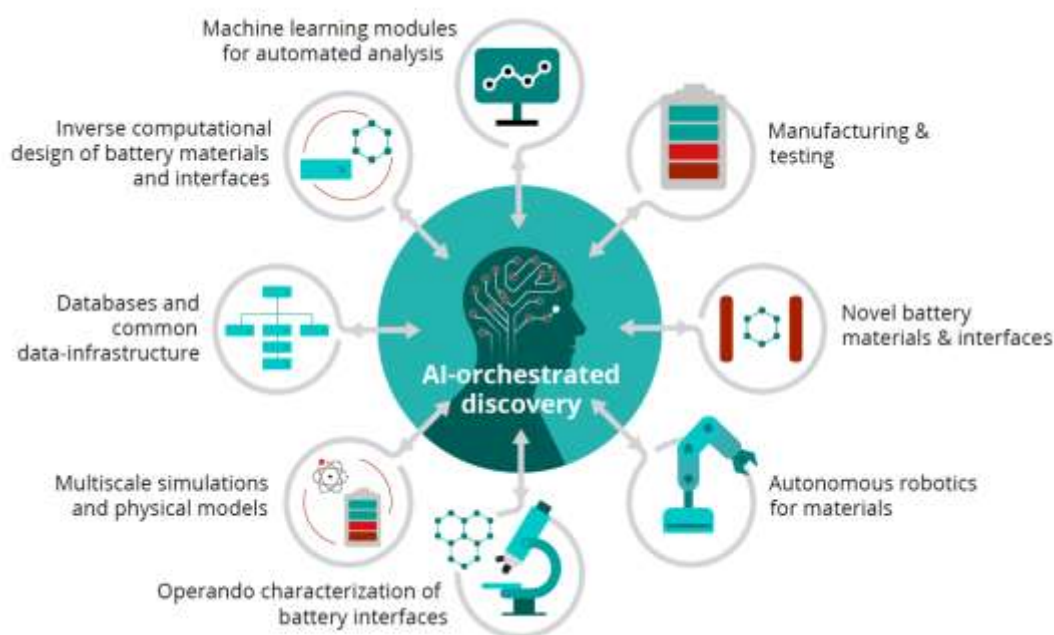 Machine learning modules
for automated analysis
Inverse computational
design of battery materials
and interfaces
Manufacturing &
testing
Databases and
common
data-infrastructure
Novel battery
materials & interfaces
AI-orchestrated
discovery
Multiscale simulations
and physical models
Autonomous robotics
for materials
Operando characterization of
battery interfaces